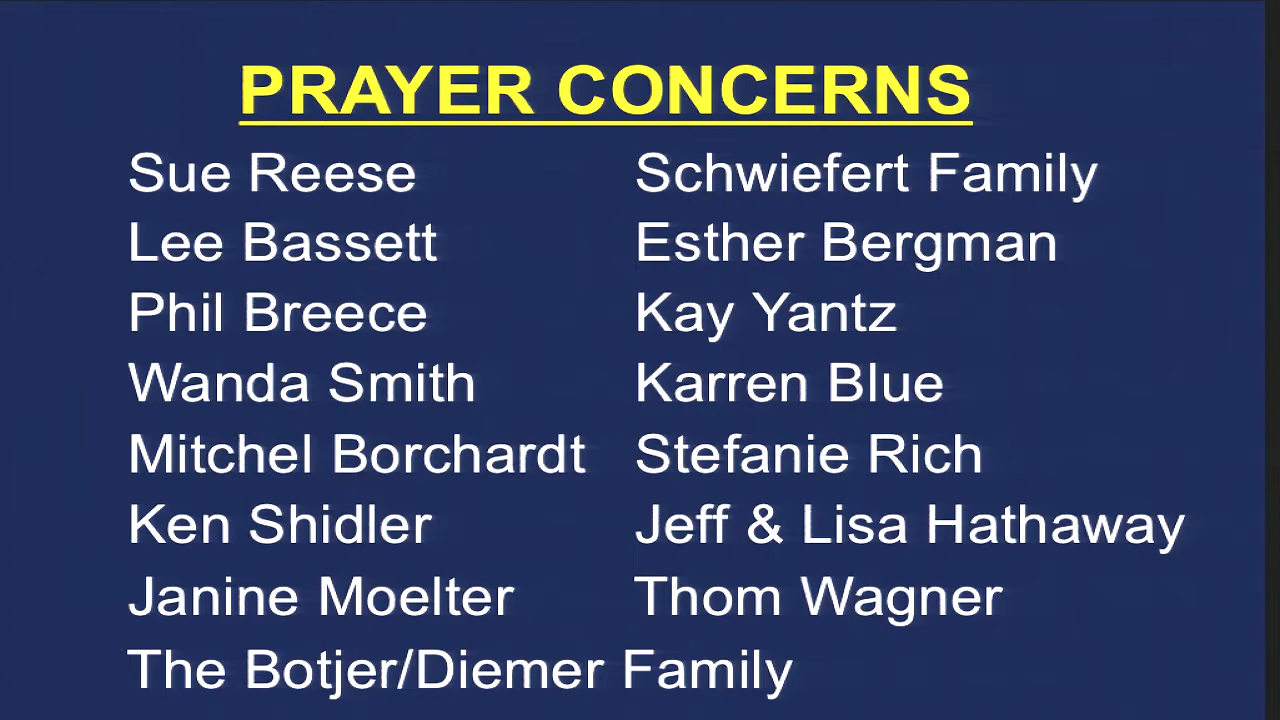 PRAYER CONCERNS
Sue Reese
Lee Bassett
Phil Breece
Wanda Smith
Mitchel Borchardt
Ken Shidler
Janine Moelter
The Botjer/Diemer Family
Schwiefert Family
Esther Bergman
Kay Yantz
Karren Blue
Stefanie Rich
Jeff & Lisa Hathaway
Thom Wagner